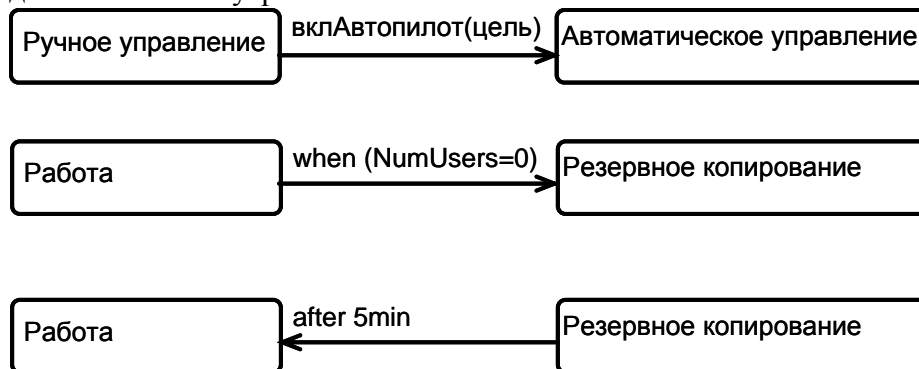 Ручное управление
вклАвтопилот(цель)
Автоматическое управление
Работа
when (NumUsers=0)
Резервное копирование
Работа
after 5min
Резервное копирование